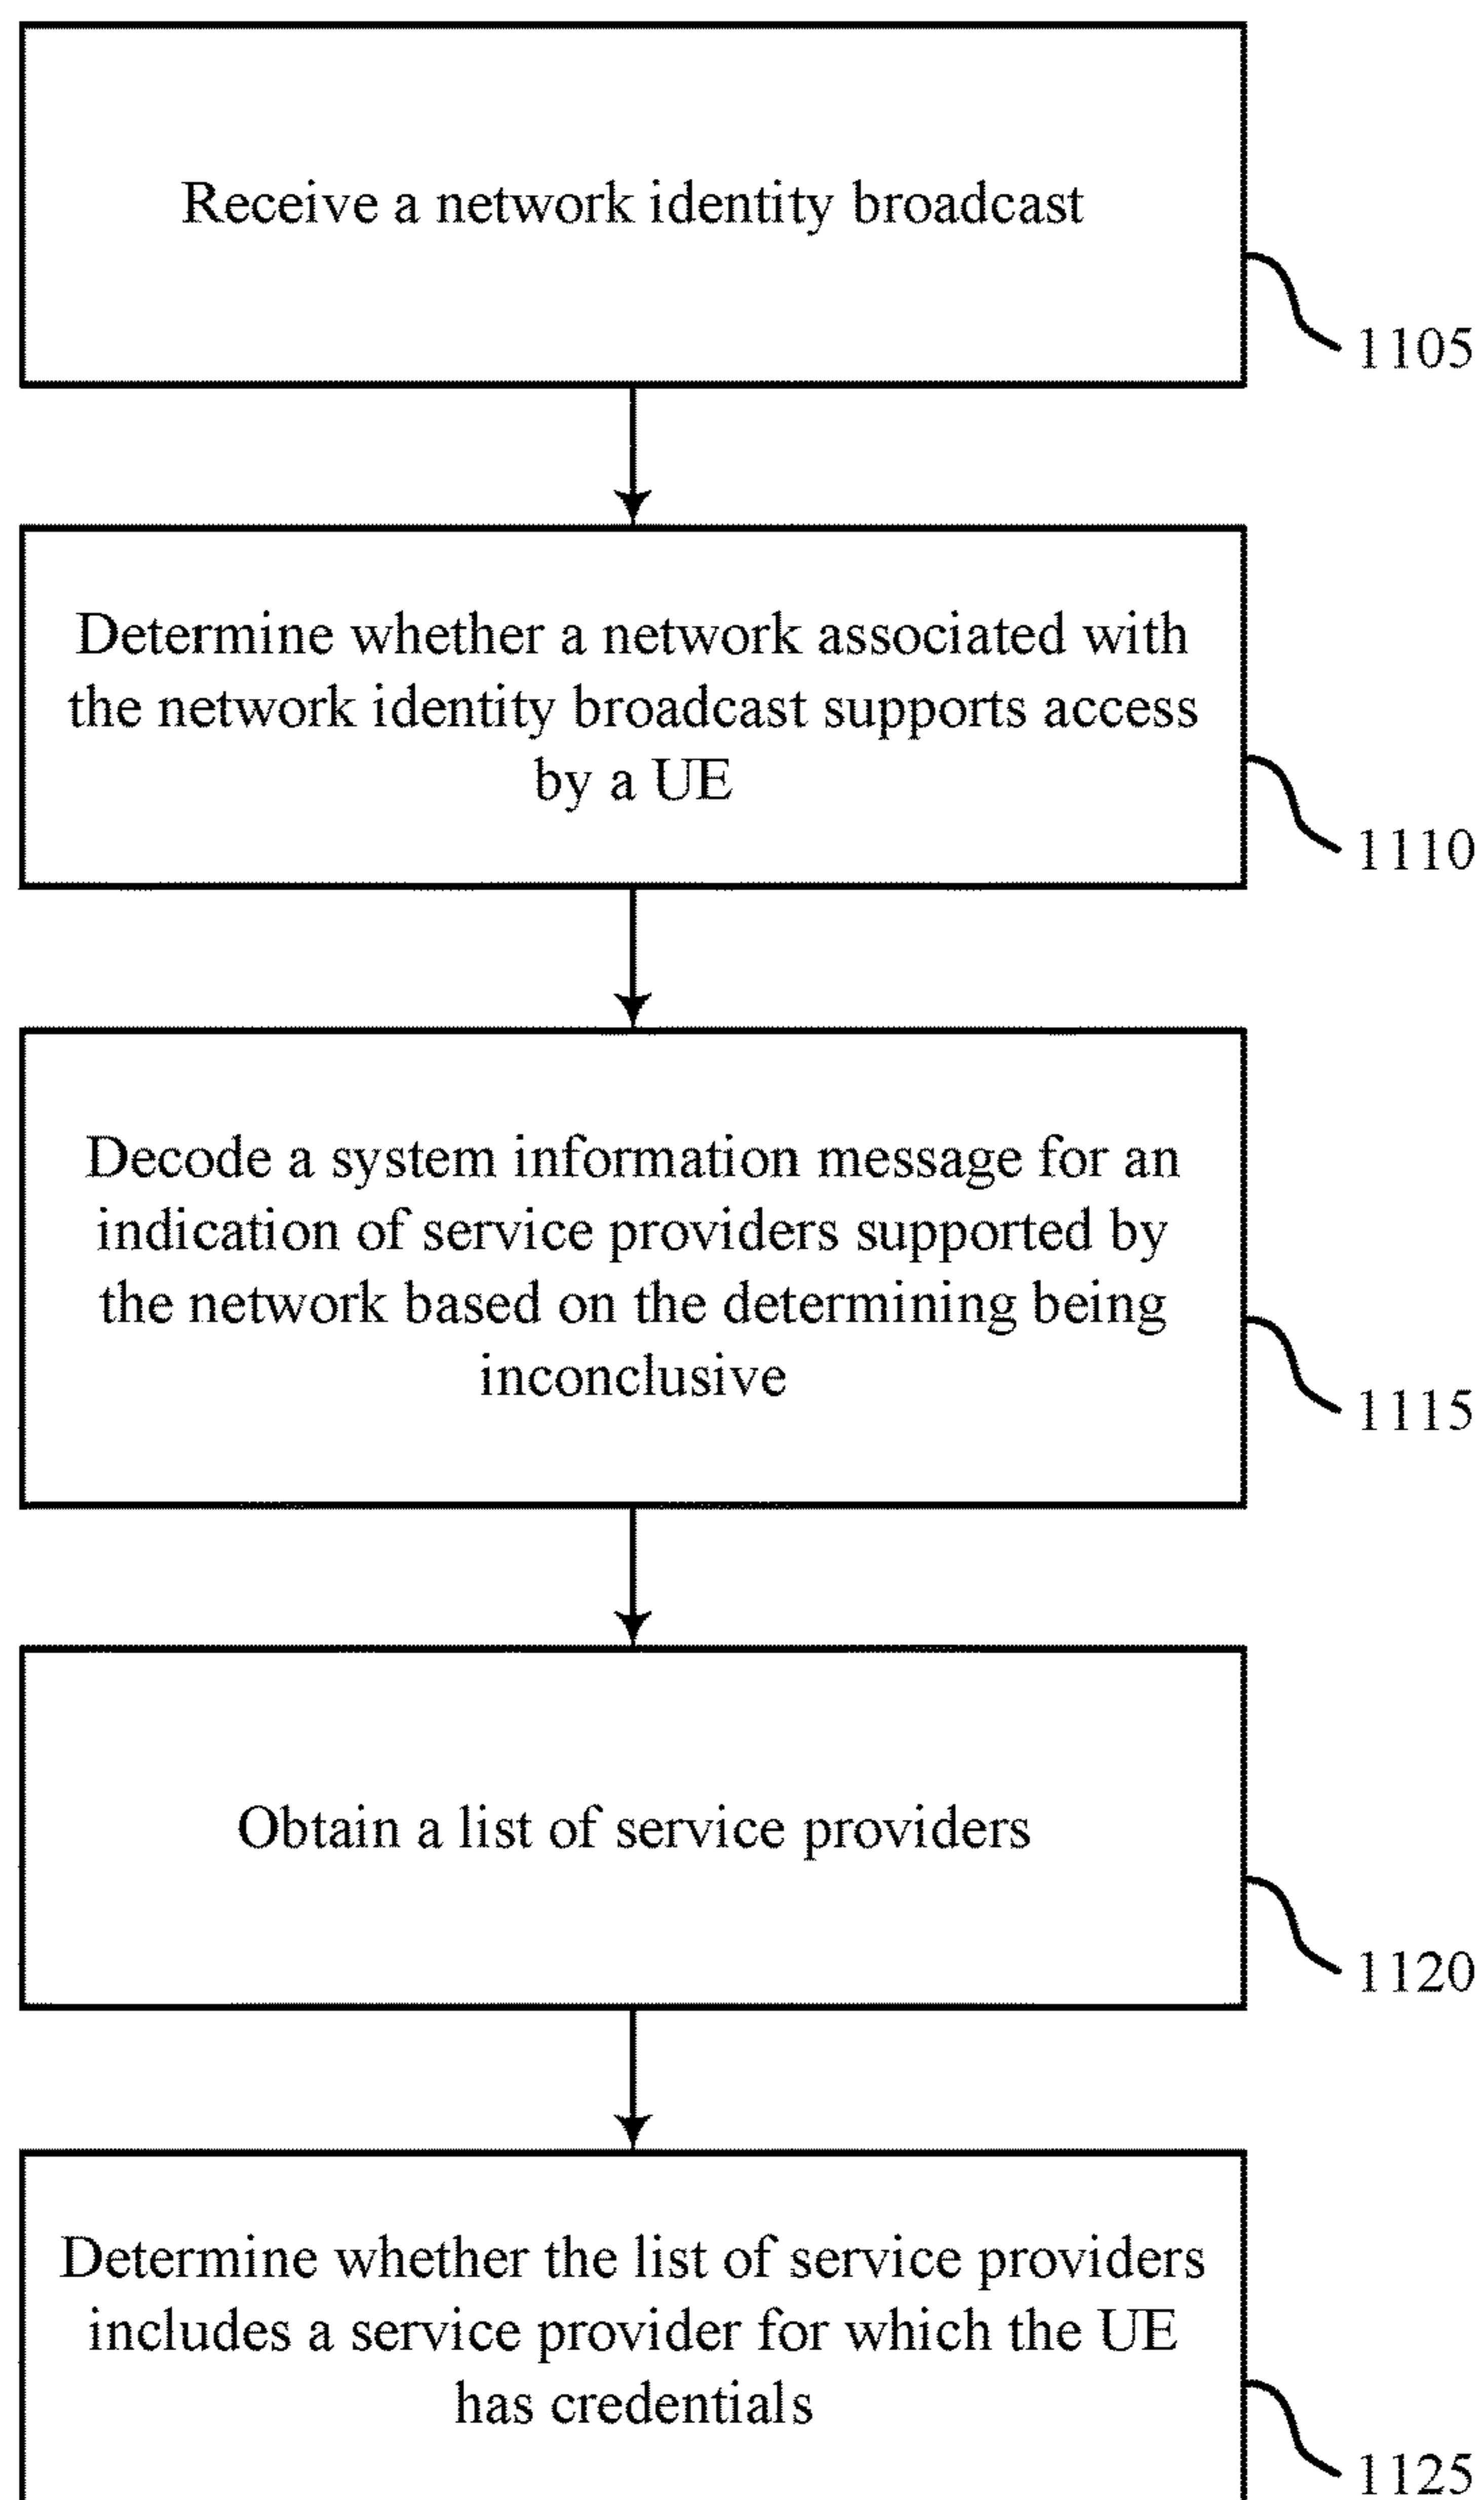 Receive a network identity broadcast
1105
Determine whether a network associated with
the network identity broadcast supports access
by a UE
1110
Decode a system information message for an
indication of service providers supported by
the network based on the determining being
inconclusive
1115
Obtain a list of service providers
1120
Determine whether the list of service providers
includes a service provider for which the UE
has credentials
1125